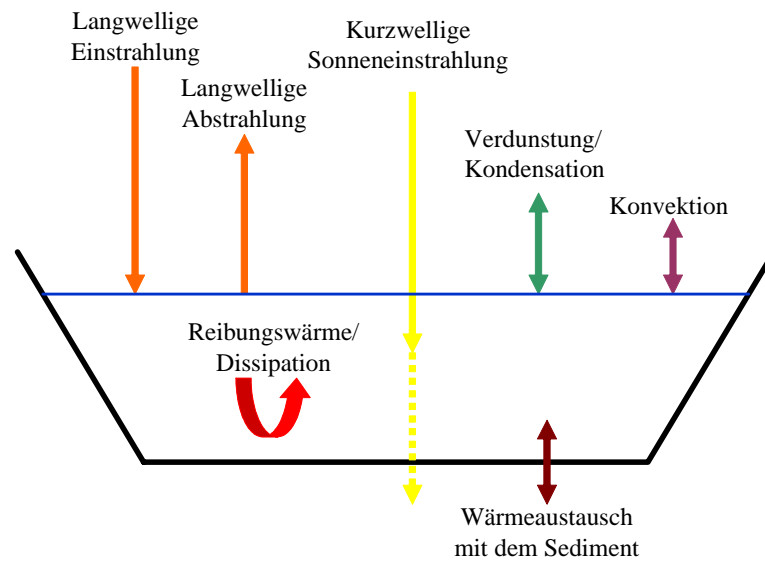 Langwellige
Einstrahlung
Langwellige
Abstrahlung
Kurzwellige
Sonneneinstrahlung
Verdunstung/
Kondensation
Konvektion
Reibungswärme/
Dissipation
Wärmeaustausch
mit dem Sediment